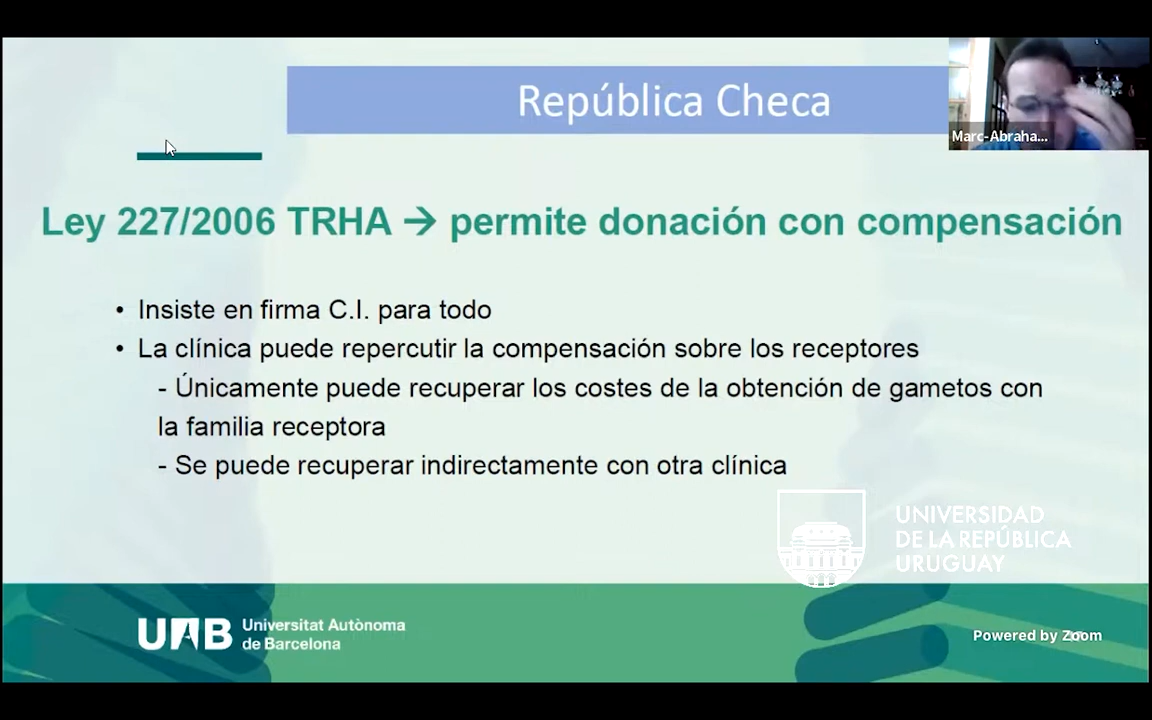 República Checa
Marc-Abraha...
Ley 227/2006 TRHA → permite donación con compensación
• Insiste en firma C.I. para todo
• La clínica puede repercutir la compensación sobre los receptores
- Únicamente puede recuperar los costes de la obtención de gametos con
la familia receptora
- Se puede recuperar indirectamente con otra clínica
UNIVERSIDAD
DE LA REPÚBLICA
URUGUAY
UAB
Universitat Autònoma
de Barcelona
Powered by Zoom